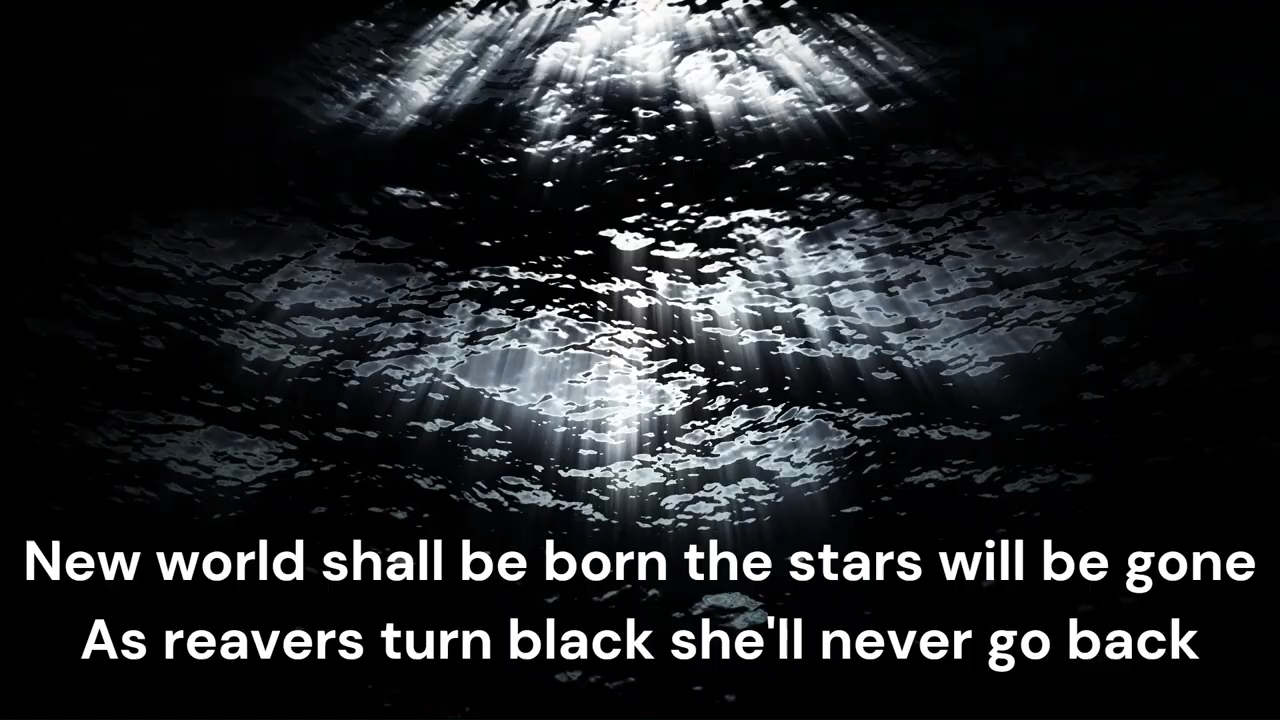 New world shall be born the stars will be gone
As reavers turn black she'll never go back